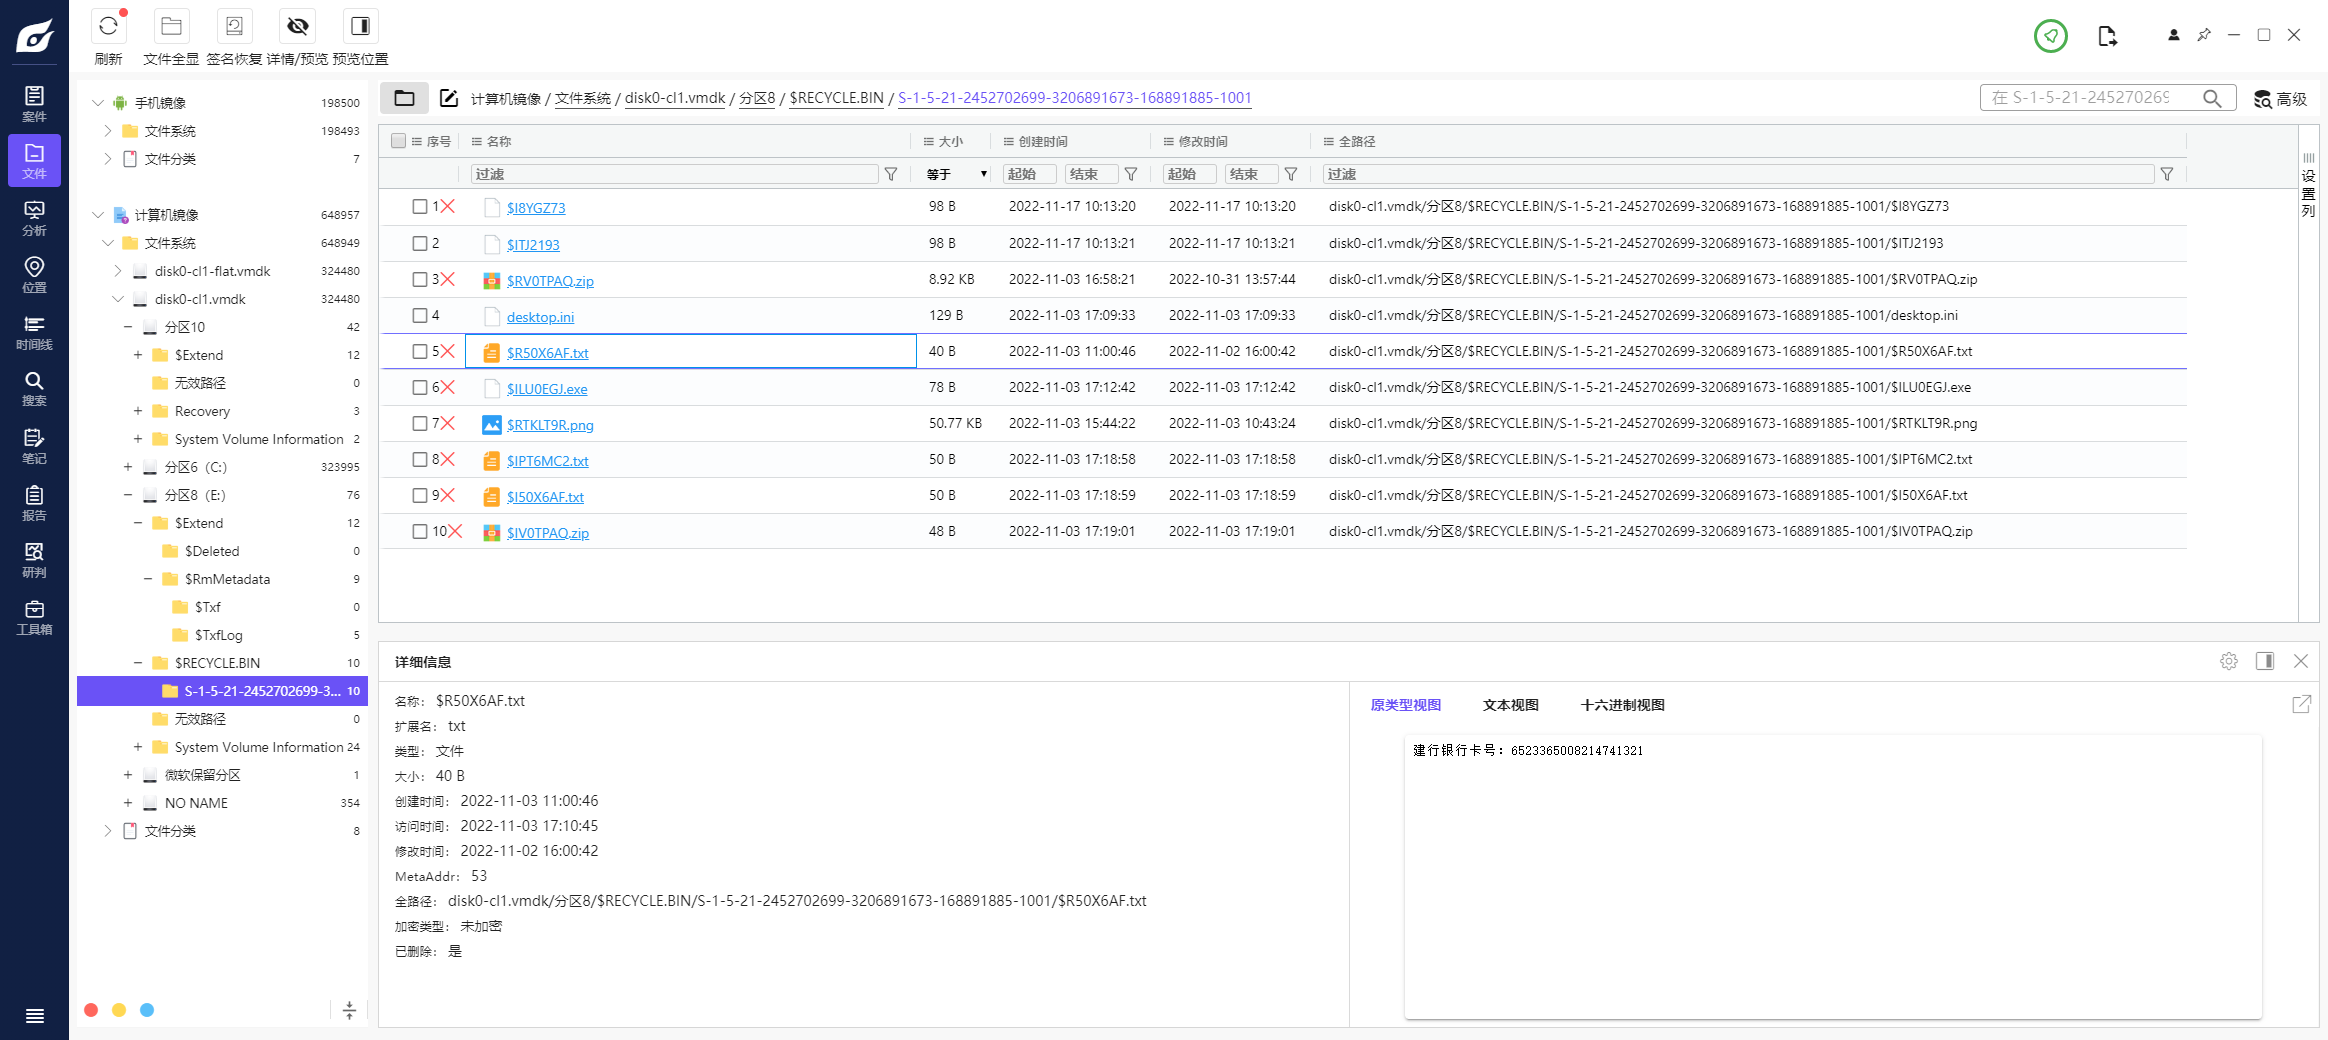 刷新 文件全显 签名恢复 详情/预览 预览位置
案件
文件
分析
位置
时间线
搜索
笔记
报告
研判
工具箱
手机镜像 198500
文件系统 198493
文件分类 7
计算机镜像 648957
文件系统 648949
disk0-cl1-flat.vmdk 324480
disk0-cl1.vmdk 324480
分区10 42
$Extend 12
无效路径 0
Recovery 3
System Volume Information 2
分区6（C:） 323995
分区8（E:） 76
$Extend 12
$Deleted 0
$RmMetadata 9
$Txf 0
$TxfLog 5
$RECYCLE.BIN 10
S-1-5-21-2452702699-3... 10
无效路径 0
System Volume Information 24
微软保留分区 1
NO NAME 354
文件分类 8
计算机镜像 / 文件系统 / disk0-cl1.vmdk / 分区8 / $RECYCLE.BIN / S-1-5-21-2452702699-3206891673-168891885-1001
在 S-1-5-21-245270269 高级
序号 名称 大小 创建时间 修改时间 全路径
过滤 等于 起始 结束 起始 结束 过滤
1 $I8YGZ73 98 B 2022-11-17 10:13:20 2022-11-17 10:13:20 disk0-cl1.vmdk/分区8/$RECYCLE.BIN/S-1-5-21-2452702699-3206891673-168891885-1001/$I8YGZ73
2 $ITJ2193 98 B 2022-11-17 10:13:21 2022-11-17 10:13:21 disk0-cl1.vmdk/分区8/$RECYCLE.BIN/S-1-5-21-2452702699-3206891673-168891885-1001/$ITJ2193
3 $RV0TPAQ.zip 8.92 KB 2022-11-03 16:58:21 2022-10-31 13:57:44 disk0-cl1.vmdk/分区8/$RECYCLE.BIN/S-1-5-21-2452702699-3206891673-168891885-1001/$RV0TPAQ.zip
4 desktop.ini 129 B 2022-11-03 17:09:33 2022-11-03 17:09:33 disk0-cl1.vmdk/分区8/$RECYCLE.BIN/S-1-5-21-2452702699-3206891673-168891885-1001/desktop.ini
5 $R50X6AF.txt 40 B 2022-11-03 11:00:46 2022-11-02 16:00:42 disk0-cl1.vmdk/分区8/$RECYCLE.BIN/S-1-5-21-2452702699-3206891673-168891885-1001/$R50X6AF.txt
6 $ILU0EGJ.exe 78 B 2022-11-03 17:12:42 2022-11-03 17:12:42 disk0-cl1.vmdk/分区8/$RECYCLE.BIN/S-1-5-21-2452702699-3206891673-168891885-1001/$ILU0EGJ.exe
7 $RTKLT9R.png 50.77 KB 2022-11-03 15:44:22 2022-11-03 10:43:24 disk0-cl1.vmdk/分区8/$RECYCLE.BIN/S-1-5-21-2452702699-3206891673-168891885-1001/$RTKLT9R.png
8 $IPT6MC2.txt 50 B 2022-11-03 17:18:58 2022-11-03 17:18:58 disk0-cl1.vmdk/分区8/$RECYCLE.BIN/S-1-5-21-2452702699-3206891673-168891885-1001/$IPT6MC2.txt
9 $I50X6AF.txt 50 B 2022-11-03 17:18:59 2022-11-03 17:18:59 disk0-cl1.vmdk/分区8/$RECYCLE.BIN/S-1-5-21-2452702699-3206891673-168891885-1001/$I50X6AF.txt
10 $IV0TPAQ.zip 48 B 2022-11-03 17:19:01 2022-11-03 17:19:01 disk0-cl1.vmdk/分区8/$RECYCLE.BIN/S-1-5-21-2452702699-3206891673-168891885-1001/$IV0TPAQ.zip
设置列
详细信息
名称： $R50X6AF.txt
扩展名： txt
类型： 文件
大小： 40 B
创建时间： 2022-11-03 11:00:46
访问时间： 2022-11-03 17:10:45
修改时间： 2022-11-02 16:00:42
MetaAddr： 53
全路径： disk0-cl1.vmdk/分区8/$RECYCLE.BIN/S-1-5-21-2452702699-3206891673-168891885-1001/$R50X6AF.txt
加密类型： 未加密
已删除： 是
原类型视图 文本视图 十六进制视图
建行银行卡号：6523365008214741321